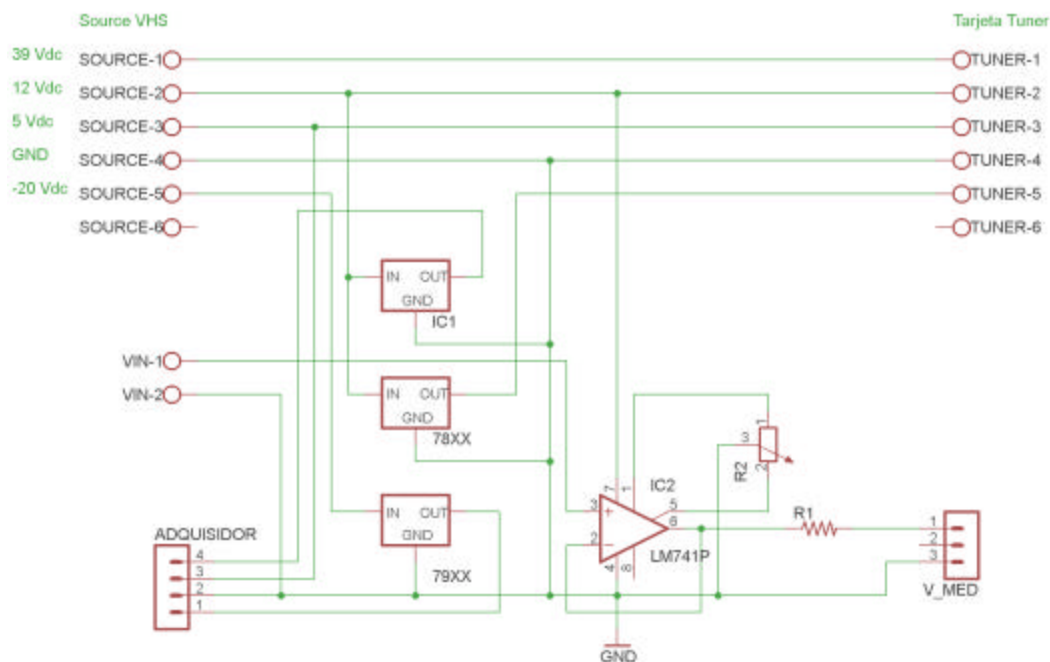 Source VHS
Tarjeta Tuner
39 Vdc SOURCE-1 TUNER-1
12 Vdc SOURCE-2 TUNER-2
5 Vdc SOURCE-3 TUNER-3
GND SOURCE-4 TUNER-4
-20 Vdc SOURCE-5 TUNER-5
SOURCE-6 TUNER-6
IN OUT
GND
IC1
VIN-1
VIN-2
IN OUT
GND
78XX
1
3
2
R2
7 1
IC2
3 +
5
6
2 -
LM741P
4 8
R1
1
2
3
V_MED
IN OUT
GND
79XX
ADQUISIDOR
4
3
2
1
GND